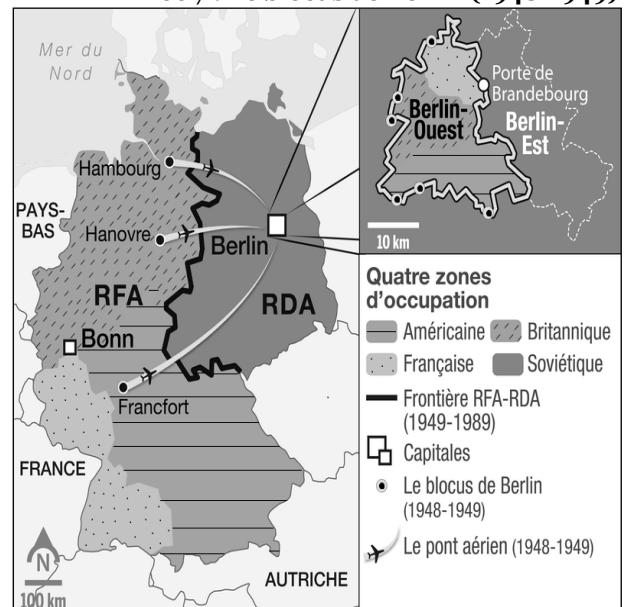 Mer du
Nord
Hambourg
PAYS-
BAS
Hanovre
Berlin
RFA
RDA
Bonn
Francfort
FRANCE
AUTRICHE
N
100 km
Porte de
Brandebourg
Berlin-
Ouest
Berlin-
Est
10 km
Quatre zones
d'occupation
Américaine
Britannique
Française
Soviétique
Frontière RFA-RDA
(1949-1989)
Capitales
Le blocus de Berlin
(1948-1949)
Le pont aérien (1948-1949)